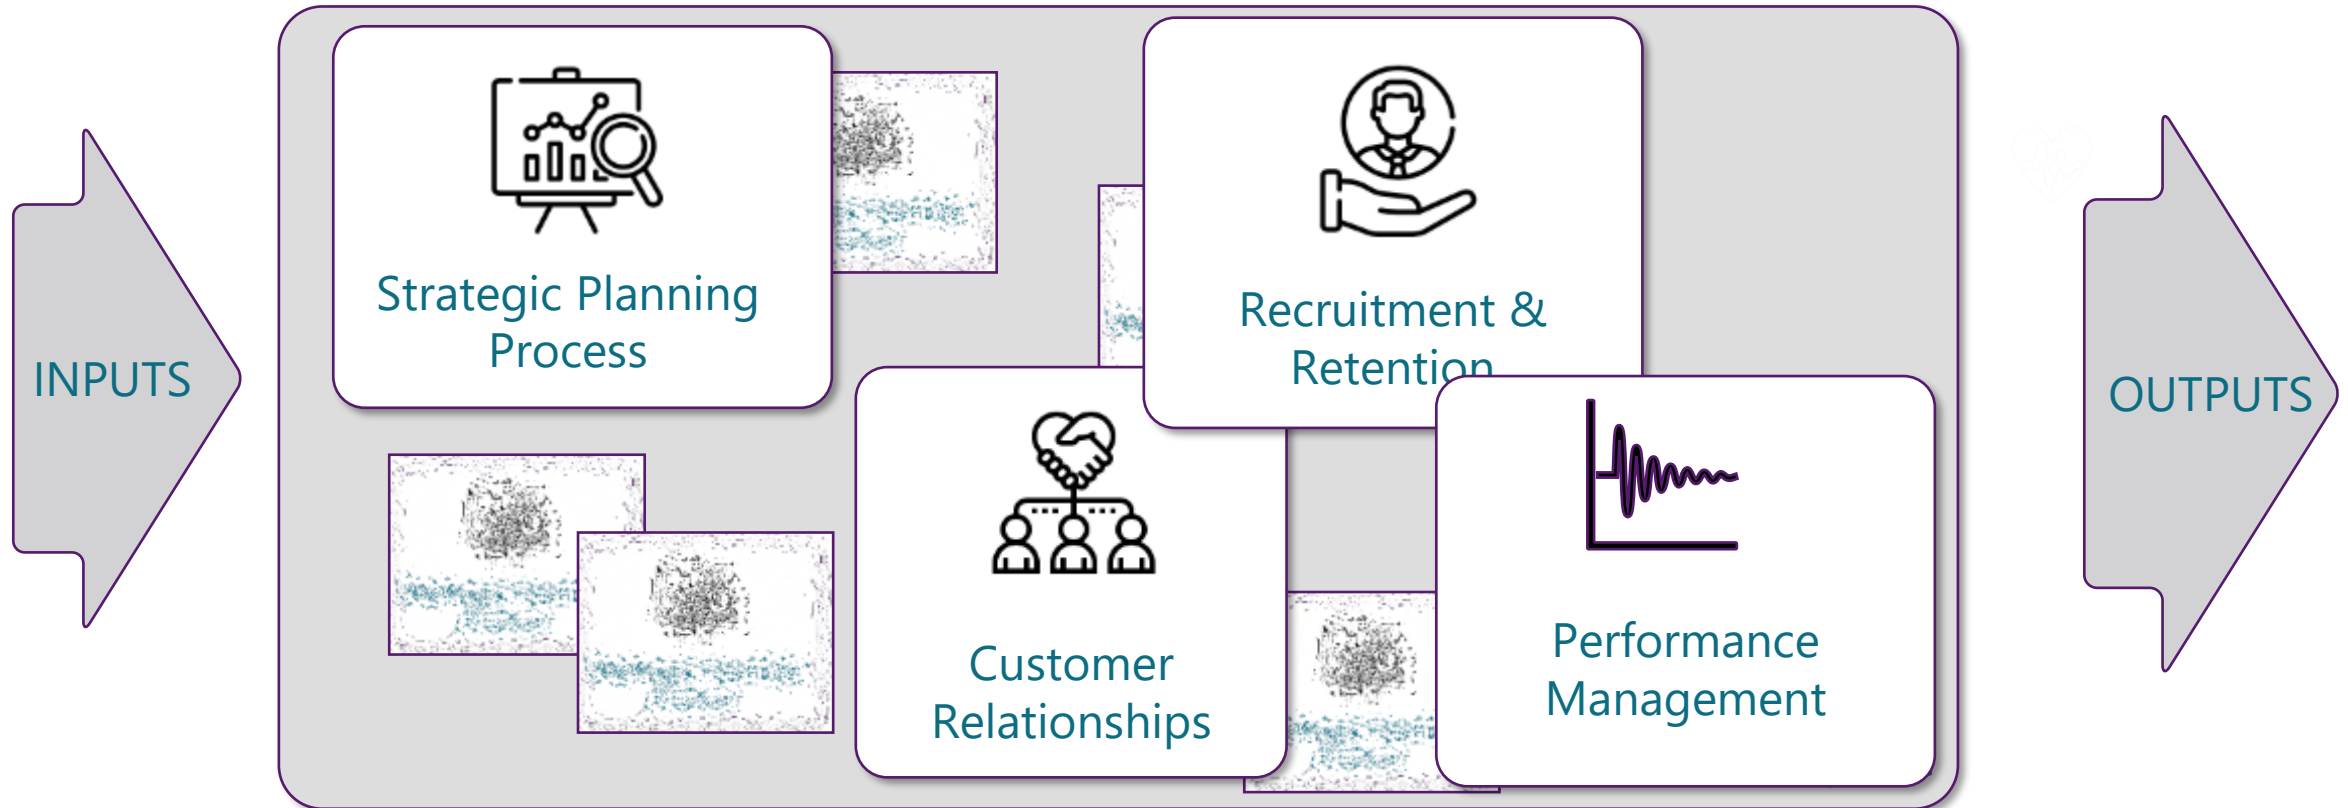 INPUTS
Strategic Planning
Process
Recruitment &
Retention
Customer
Relationships
Performance
Management
OUTPUTS